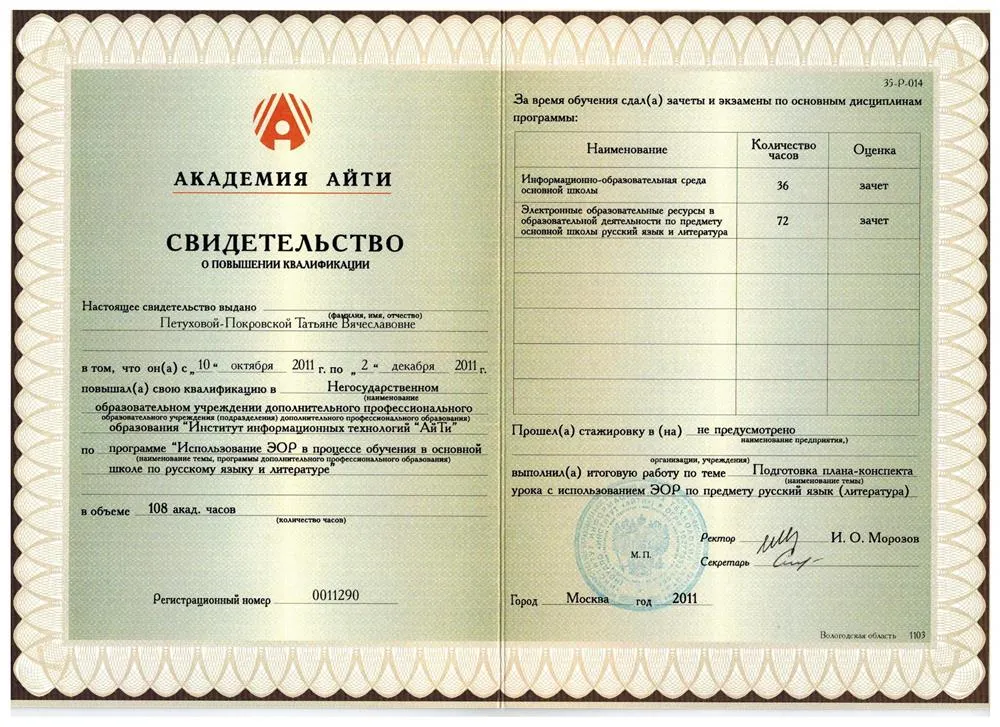 АКАДЕМИЯ АЙТИ
СВИДЕТЕЛЬСТВО
О ПОВЫШЕНИИ КВАЛИФИКАЦИИ
Настоящее свидетельство выдано
(фамилия, имя, отчество)
Петуховой-Покровской Татьяне Вячеславовне
в том, что он(а) с „10“ октября 2011 г. по „2“ декабря 2011 г.
повышал(а) свою квалификацию в Негосударственном
(наименование
образовательном учреждении дополнительного профессионального
образовательного учреждения (подразделения) дополнительного профессионального образования)
образования "Институт информационных технологий "АйТи"
по программе "Использование ЭОР в процессе обучения в основной
(наименование темы, программы дополнительного профессионального образования)
школе по русскому языку и литературе"
в объеме 108 акад. часов
(количество часов)
Регистрационный номер 0011290
35-Р-014
За время обучения сдал(а) зачеты и экзамены по основным дисциплинам
программы:
Наименование Количество часов Оценка
Информационно-образовательная среда
основной школы 36 зачет
Электронные образовательные ресурсы в
образовательной деятельности по предмету 72 зачет
основной школы русский язык и литература
Прошел(а) стажировку в (на) не предусмотрено
наименование предприятия,)
организации, учреждения)
выполнил(а) итоговую работу по теме Подготовка плана-конспекта
(наименование темы)
урока с использованием ЭОР по предмету русский язык (литература)
Ректор И. О. Морозов
М. П.
Секретарь
Город Москва год 2011
Вологодская область 1103